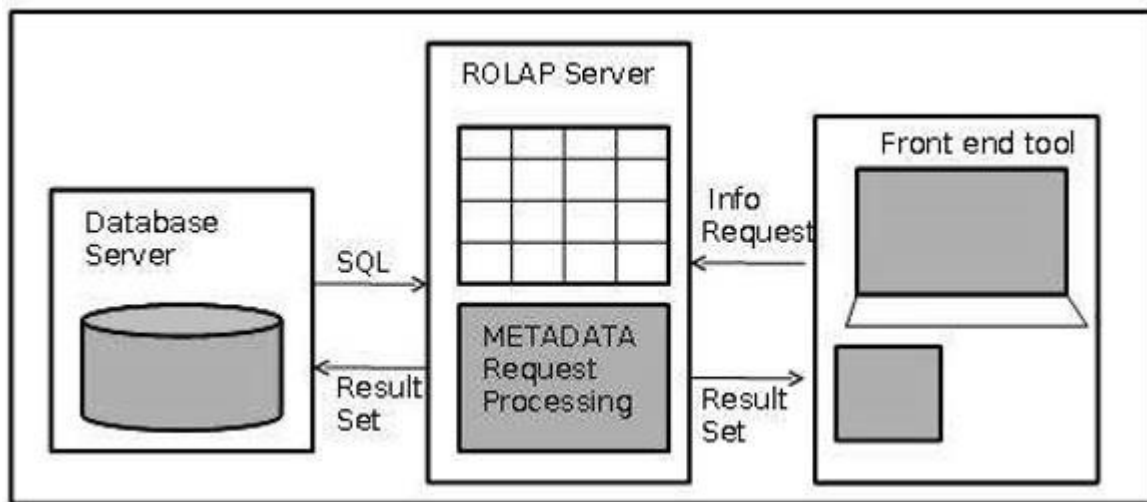 Database
Server
SQL
Result
Set
ROLAP Server
METADATA
Request
Processing
Info
Request
Result
Set
Front end tool